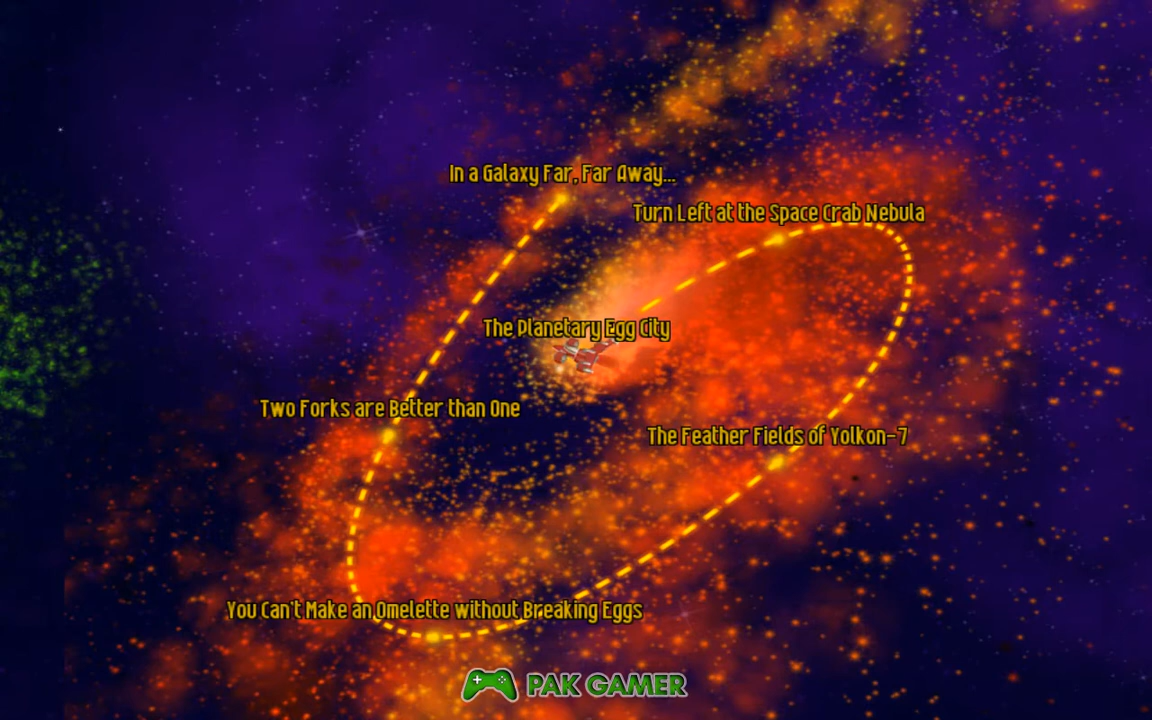 In a Galaxy Far, Far Away...
Turn Left at the Space Crab Nebula
The Planetary Egg City
Two Forks are Better than One
The Feather Fields of Yolkon-7
You Can't Make an Omelette without Breaking Eggs
PAK GAMER